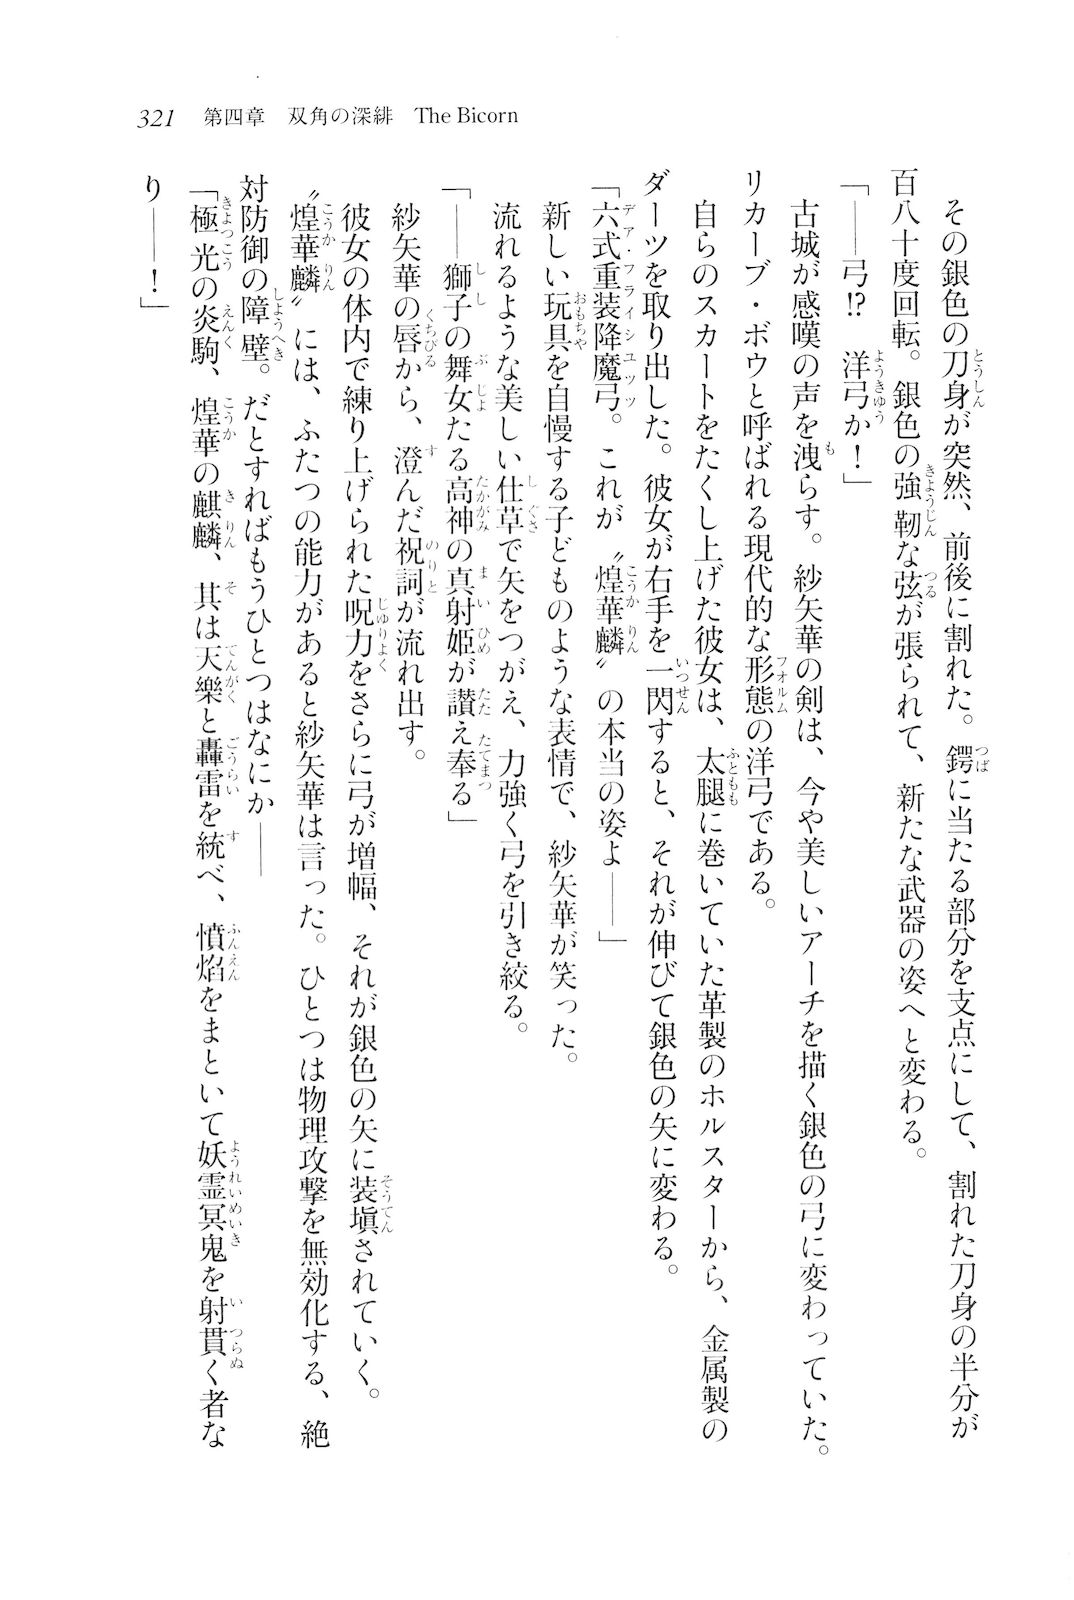 321　第四章　双角の深緋　The Bicorn
　その銀色の刀身が突然、前後に割れた。鍔に当たる部分を支点にして、割れた刀身の半分が
百八十度回転。銀色の強靭な弦が張られて、新たな武器の姿へと変わる。
「――弓!?　洋弓か！」
　古城が感嘆の声を洩らす。紗矢華の剣は、今や美しいアーチを描く銀色の弓に変わっていた。
リカーブ・ボウと呼ばれる現代的な形態の洋弓である。
　自らのスカートをたくし上げた彼女は、太腿に巻いていた革製のホルスターから、金属製の
ダーツを取り出した。彼女が右手を一閃すると、それが伸びて銀色の矢に変わる。
「六式重装降魔弓。これが〝煌華麟〟の本当の姿よ――」
　新しい玩具を自慢する子どものような表情で、紗矢華が笑った。
　流れるような美しい仕草で矢をつがえ、力強く弓を引き絞る。
「――獅子の舞女たる高神の真射姫が讃え奉る」
　紗矢華の唇から、澄んだ祝詞が流れ出す。
　彼女の体内で練り上げられた呪力をさらに弓が増幅、それが銀色の矢に装塡されていく。
〝煌華麟〟には、ふたつの能力があると紗矢華は言った。ひとつは物理攻撃を無効化する、絶
対防御の障壁。だとすればもうひとつはなにか――
「極光の炎駒、煌華の麒麟、其は天樂と轟雷を統べ、憤焰をまといて妖霊冥鬼を射貫く者な
り――！」